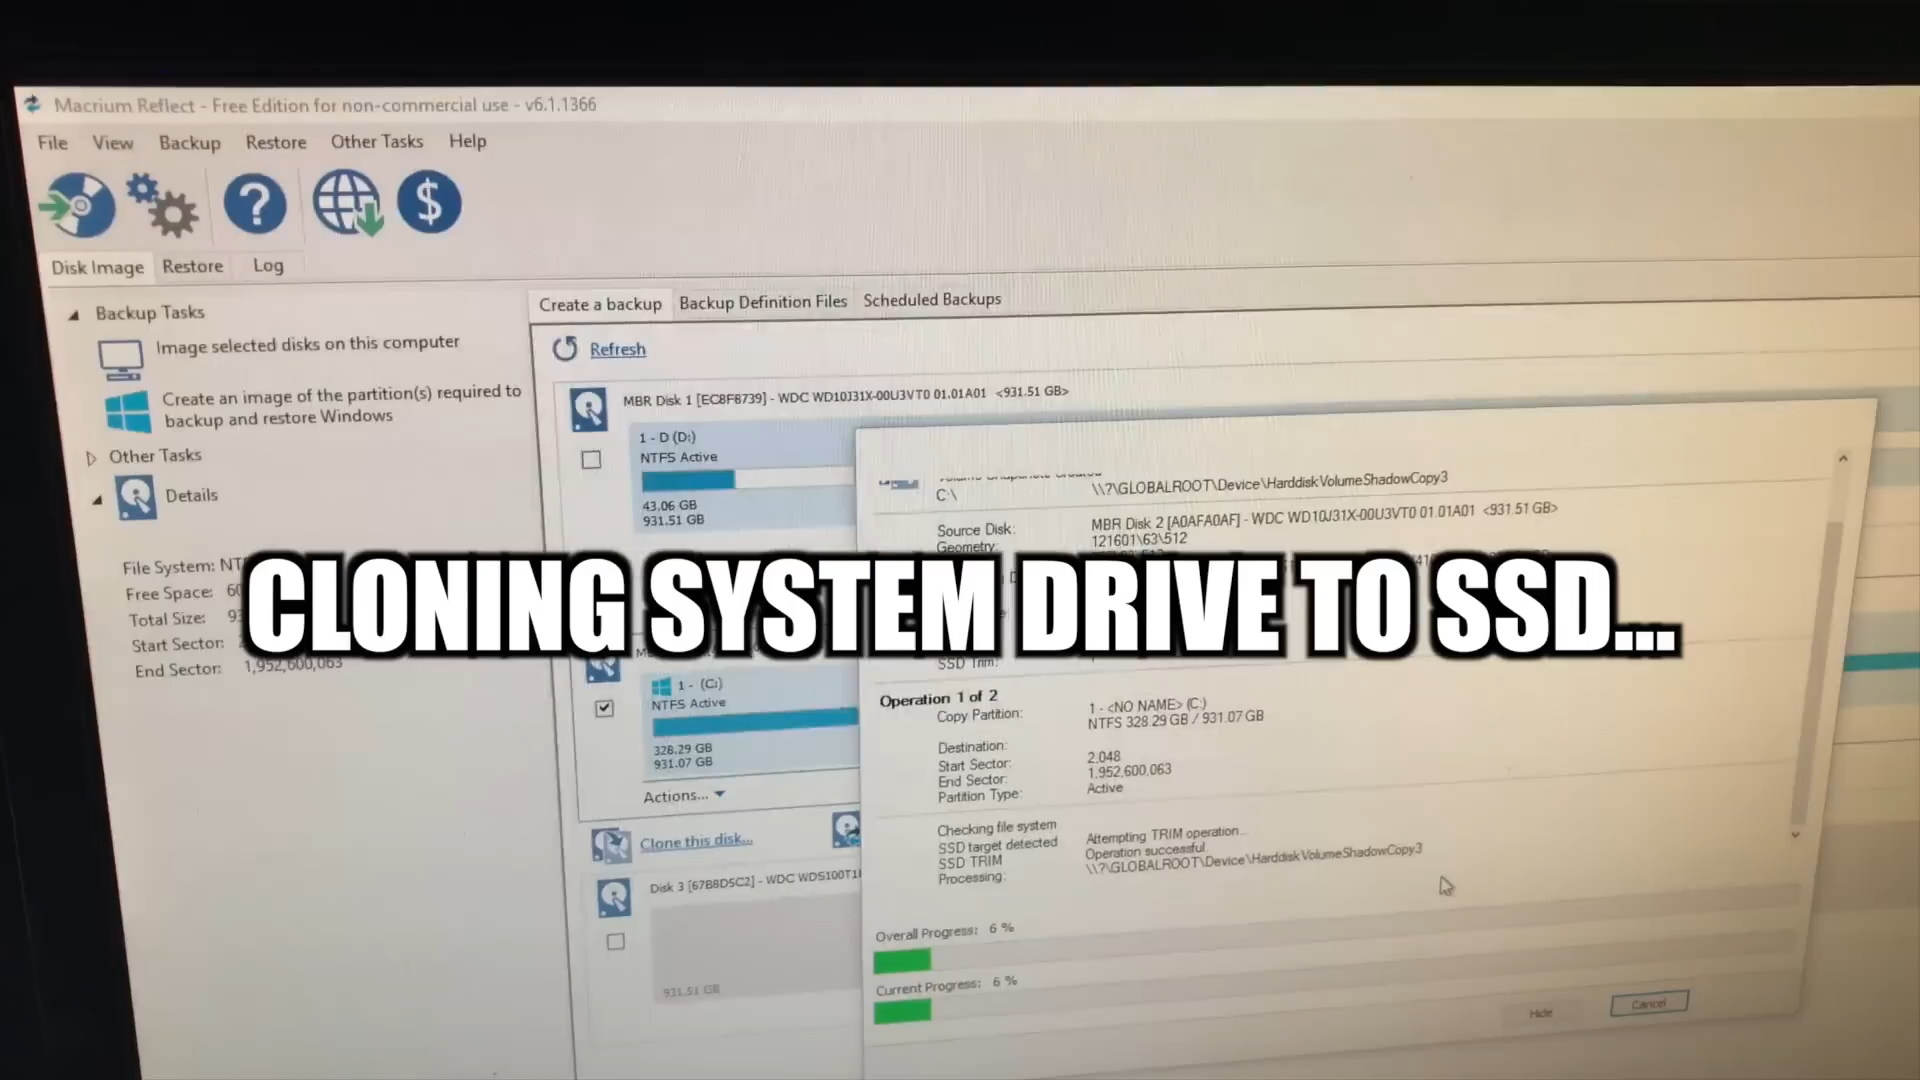 Macrium Reflect - Free Edition for non-commercial use - v6.1.1366
File View Backup Restore Other Tasks Help
Disk Image Restore Log
Backup Tasks
Image selected disks on this computer
Create an image of the partition(s) required to
backup and restore Windows
Other Tasks
Details
File System: NT
Free Space: 60
Total Size: 93
Start Sector:
End Sector: 1,952,600,063
Create a backup Backup Definition Files Scheduled Backups
Refresh
MBR Disk 1 [EC8F8739] - WDC WD10J31X-00U3VT0 01.01A01 <931.51 GB>
1 - D (D:)
NTFS Active
43.06 GB
931.51 GB
1 - (C:)
NTFS Active
328.29 GB
931.07 GB
Actions...
Clone this disk...
Disk 3 [67B8D5C2] - WDC WDS100T1
931.51 GB
C:\ \\?\GLOBALROOT\Device\HarddiskVolumeShadowCopy3
Source Disk: MBR Disk 2 [A0AFA0AF] - WDC WD10J31X-00U3VT0 01.01A01 <931.51 GB>
Geometry: 121601\63\512
CLONING SYSTEM DRIVE TO SSD...
SSD Trim:
Operation 1 of 2
Copy Partition: 1 - <NO NAME> (C:)
NTFS 328.29 GB / 931.07 GB
Destination:
Start Sector: 2,048
End Sector: 1,952,600,063
Partition Type: Active
Checking file system
SSD target detected Attempting TRIM operation...
SSD TRIM Operation successful.
Processing: \\?\GLOBALROOT\Device\HarddiskVolumeShadowCopy3
Overall Progress: 6 %
Current Progress: 6 %
Hide Cancel